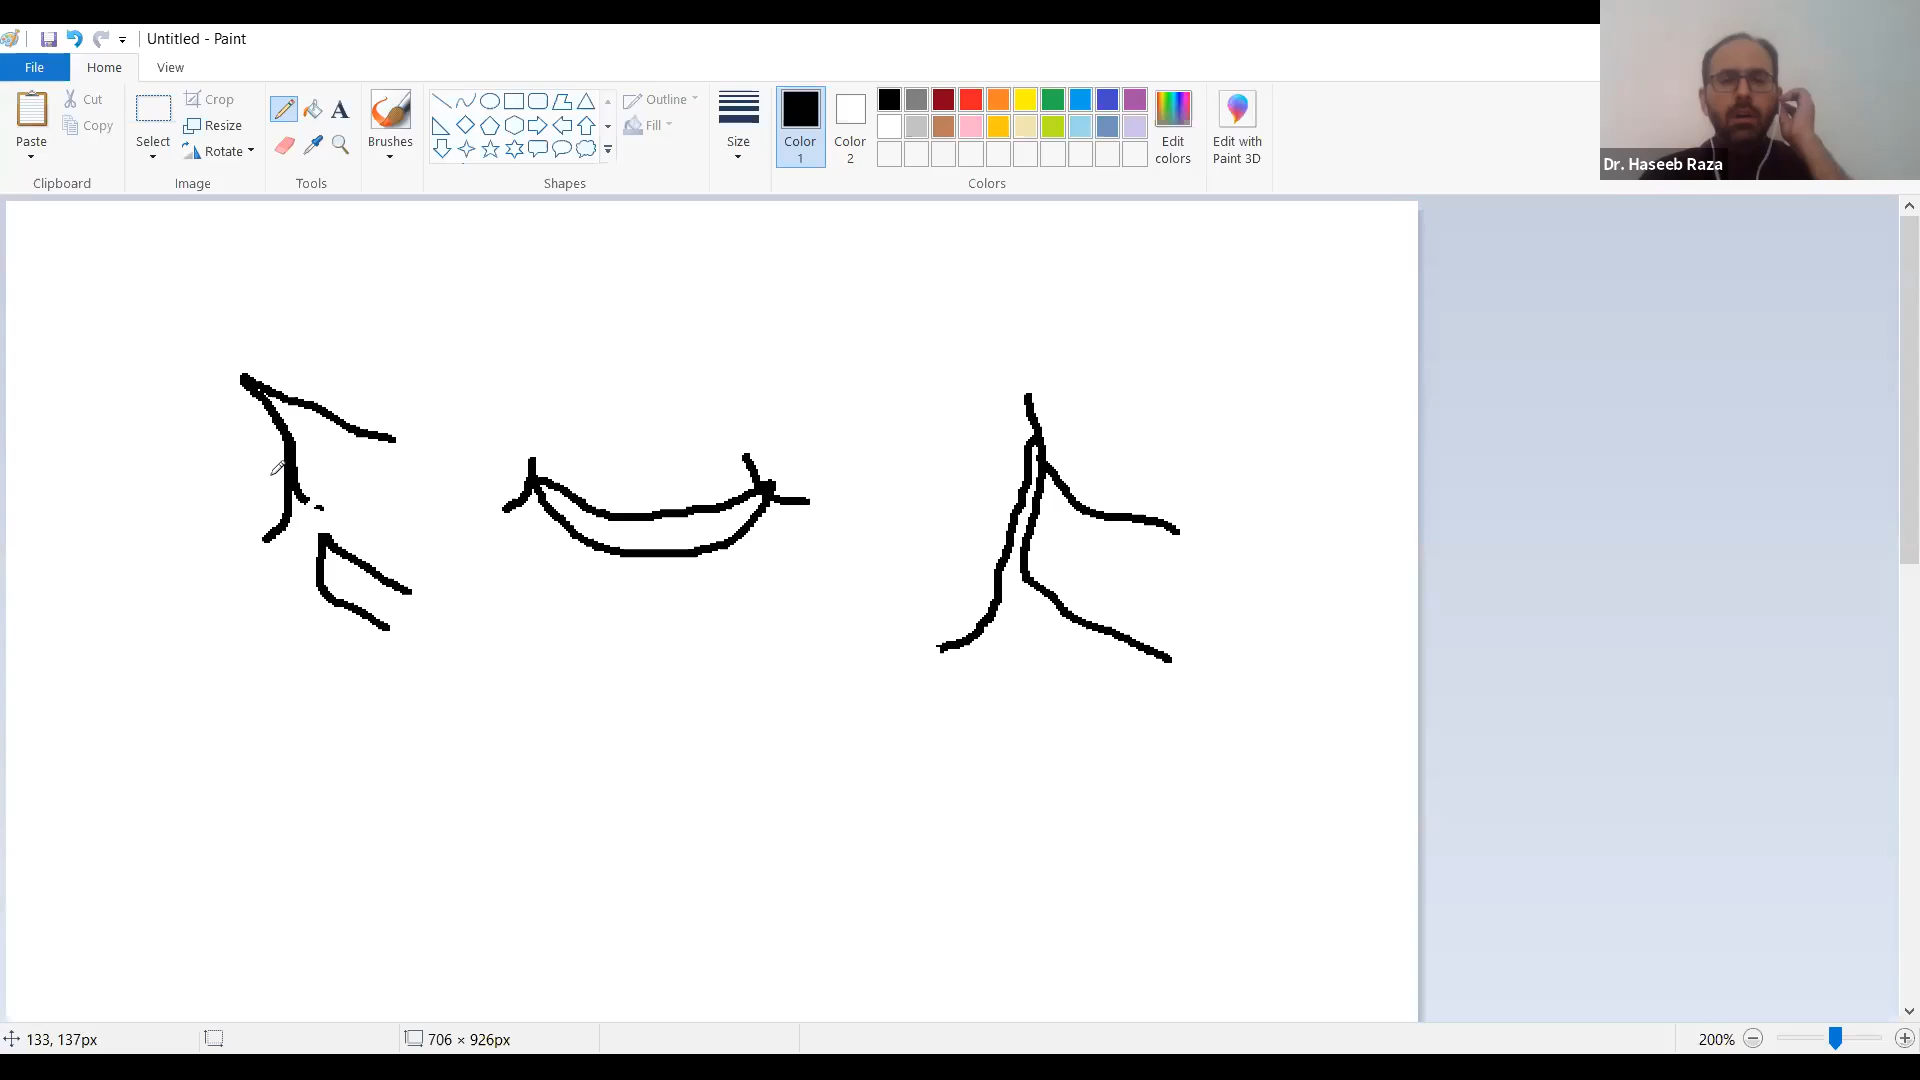 Untitled - Paint
File Home View
Paste
Cut
Copy
Clipboard
Select
Crop
Resize
Rotate
Image
Tools
Brushes
Outline
Fill
Shapes
Size
Color 1
Color 2
Edit colors
Edit with Paint 3D
Colors
Dr. Haseeb Raza
133, 137px
706 × 926px
200%